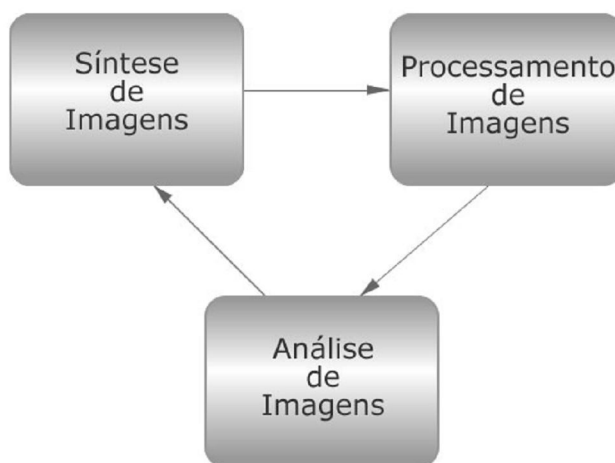 Síntese
de
Imagens
Processamento
de
Imagens
Análise
de
Imagens